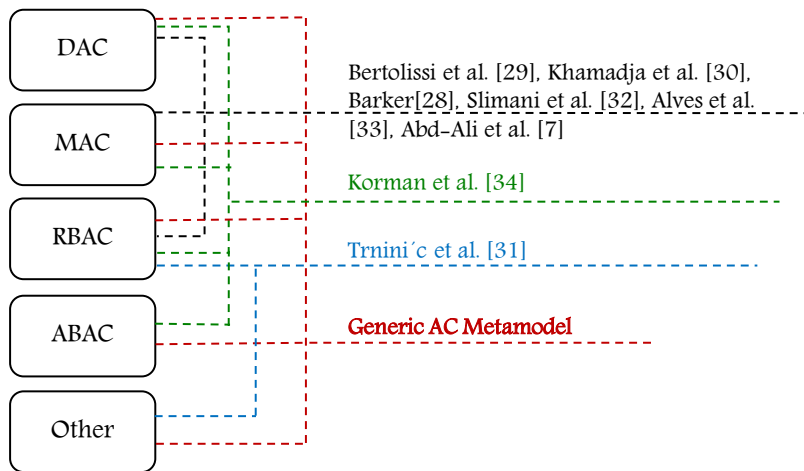 DAC
MAC
RBAC
ABAC
Other
Bertolissi et al. [29], Khamadja et al. [30],
Barker[28], Slimani et al. [32], Alves et al.
[33], Abd-Ali et al. [7]
Korman et al. [34]
Trnini´c et al. [31]
Generic AC Metamodel